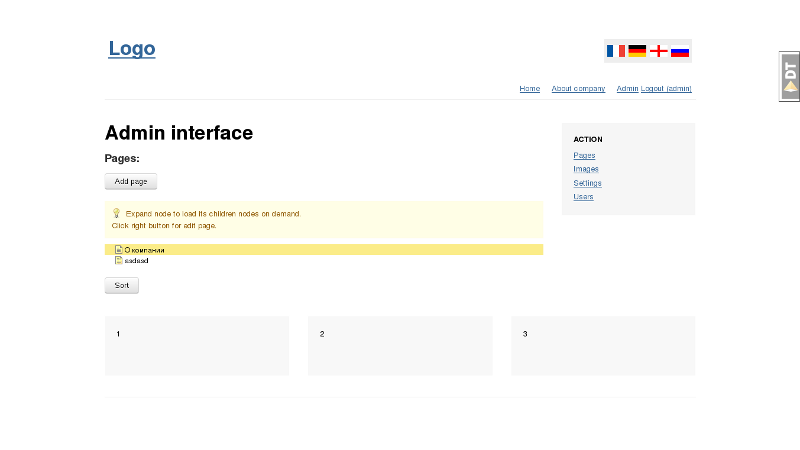 Logo
Home About company Admin Logout (admin)
Admin interface
Pages:
Add page
Expand node to load its children nodes on demand
Click right button for edit page.
О компании
asdasd
Sort
ACTION
Pages
Images
Settings
Users
1 2 3
DT